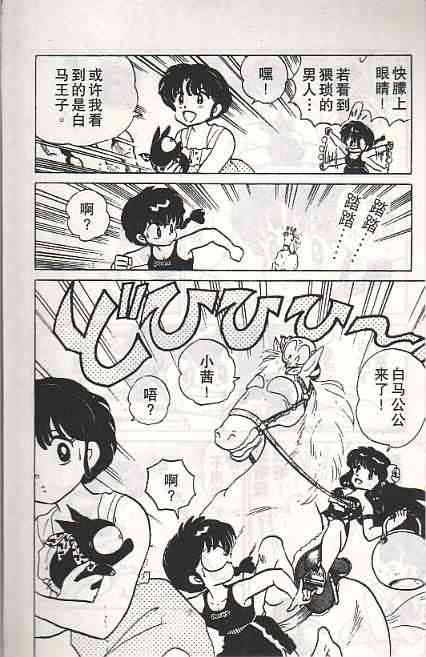 快朦上
眼睛！
若看到
猥琐的
男人…
嘿！
或许我看
到的是白
马王子。
踏踏……
踏踏……
啊？
どひひひ〜
白马公公
来了！
小茜！
唔？
啊？